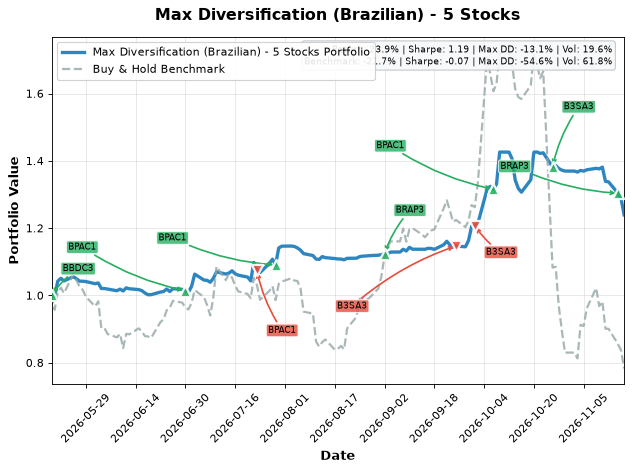 Max Diversification (Brazilian) - 5 Stocks
3.9% | Sharpe: 1.19 | Max DD: -13.1% | Vol: 19.6%
.7% | Sharpe: -0.07 | Max DD: -54.6% | Vol: 61.8%
Max Diversification (Brazilian) - 5 Stocks Portfolio
Buy & Hold Benchmark
B3SA3
BPAC1
BRAP3
BRAP3
BPAC1
BPAC1
B3SA3
BBDC3
B3SA3
BPAC1
Portfolio Value
1.6
1.4
1.2
1.0
0.8
2026-05-29
2026-06-14
2026-06-30
2026-07-16
2026-08-01
2026-08-17
2026-09-02
2026-09-18
2026-10-04
2026-10-20
2026-11-05
Date